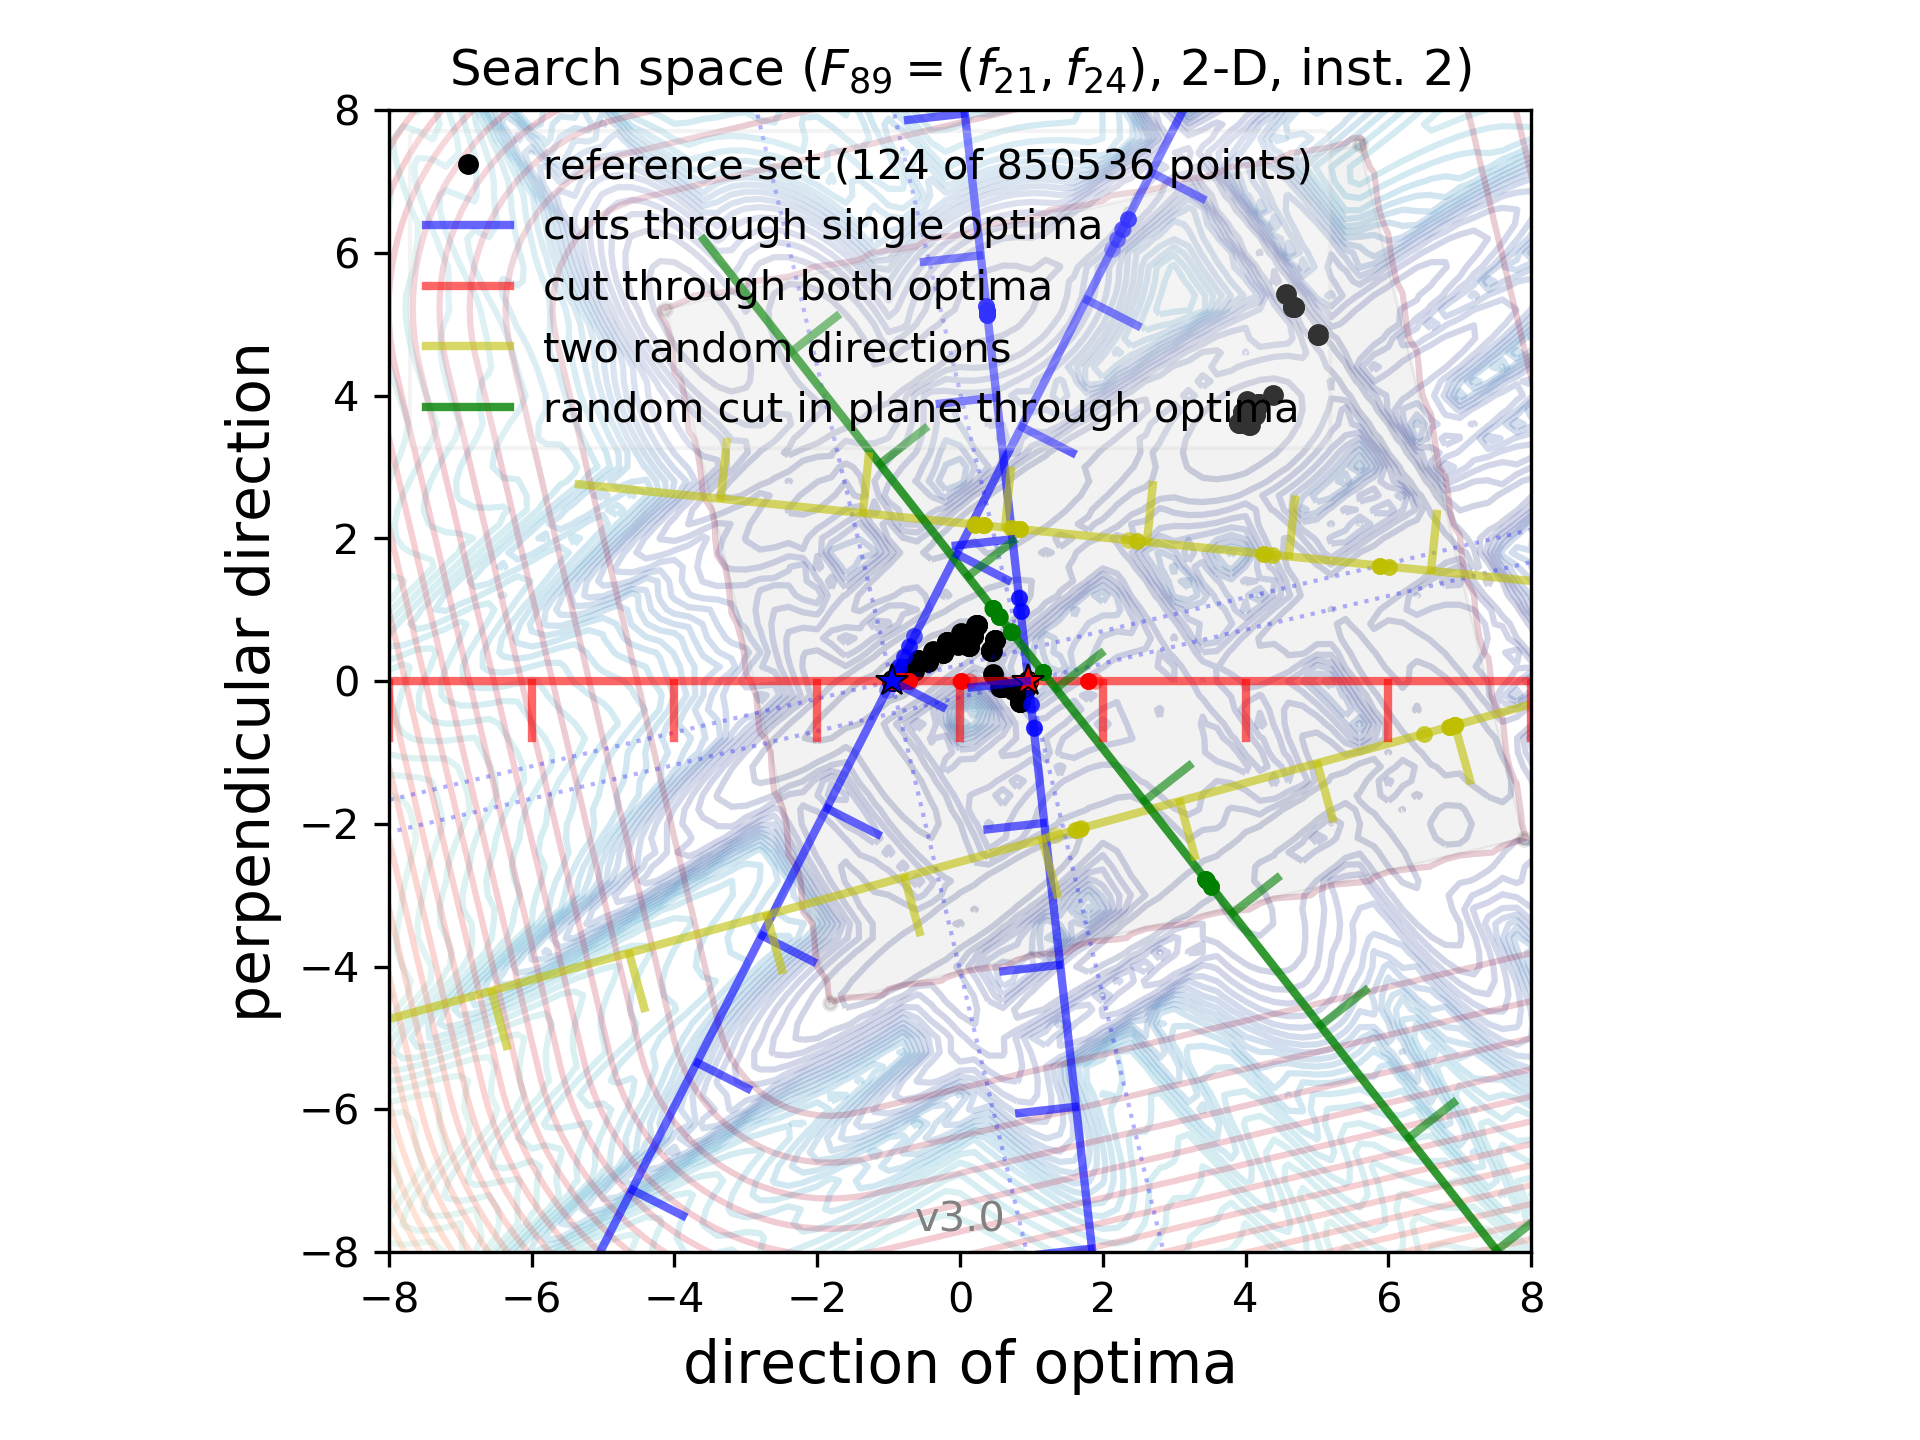 Search space (F89 = (f21, f24), 2-D, inst. 2)
reference set (124 of 850536 points)
cuts through single optima
cut through both optima
two random directions
random cut in plane through optima
8
6
4
2
0
−2
−4
−6
−8
perpendicular direction
v3.0
−8 −6 −4 −2 0 2 4 6 8
direction of optima